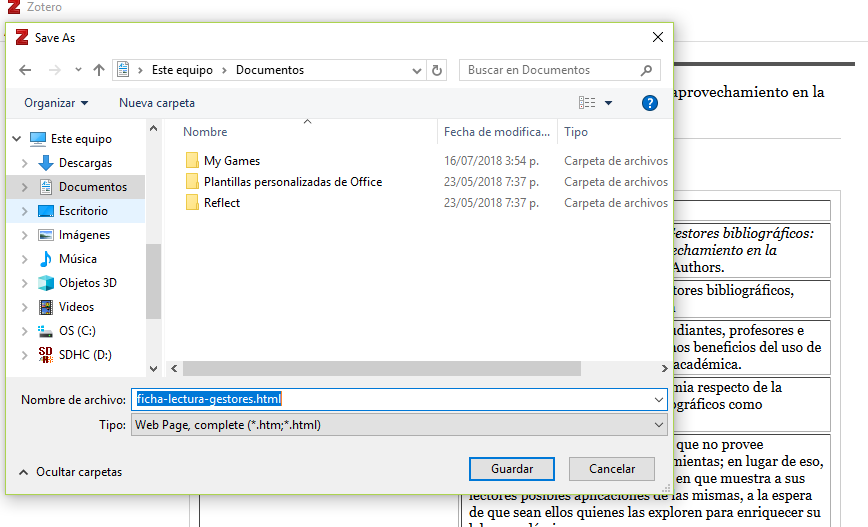 Zotero
Save As
Este equipo > Documentos
Buscar en Documentos
Organizar
Nueva carpeta
?
Este equipo
Descargas
Documentos
Escritorio
Imágenes
Música
Objetos 3D
Videos
OS (C:)
SDHC (D:)
Nombre Fecha de modifica... Tipo
My Games 16/07/2018 3:54 p. Carpeta de archivos
Plantillas personalizadas de Office 23/05/2018 7:37 p. Carpeta de archivos
Reflect 23/05/2018 7:37 p. Carpeta de archivos
Nombre de archivo: ficha-lectura-gestores.html
Tipo: Web Page, complete (*.htm;*.html)
Ocultar carpetas
Guardar
Cancelar
aprovechamiento en la
Gestores bibliográficos:
echamiento en la
Authors.
tores bibliográficos,
udiantes, profesores e
nos beneficios del uso de
académica.
mia respecto de la
ográficos como
que no provee
mientas; en lugar de eso,
en que muestra a sus
lectores posibles aplicaciones de las mismas, a la espera
de que sean ellos quienes las exploren para enriquecer su